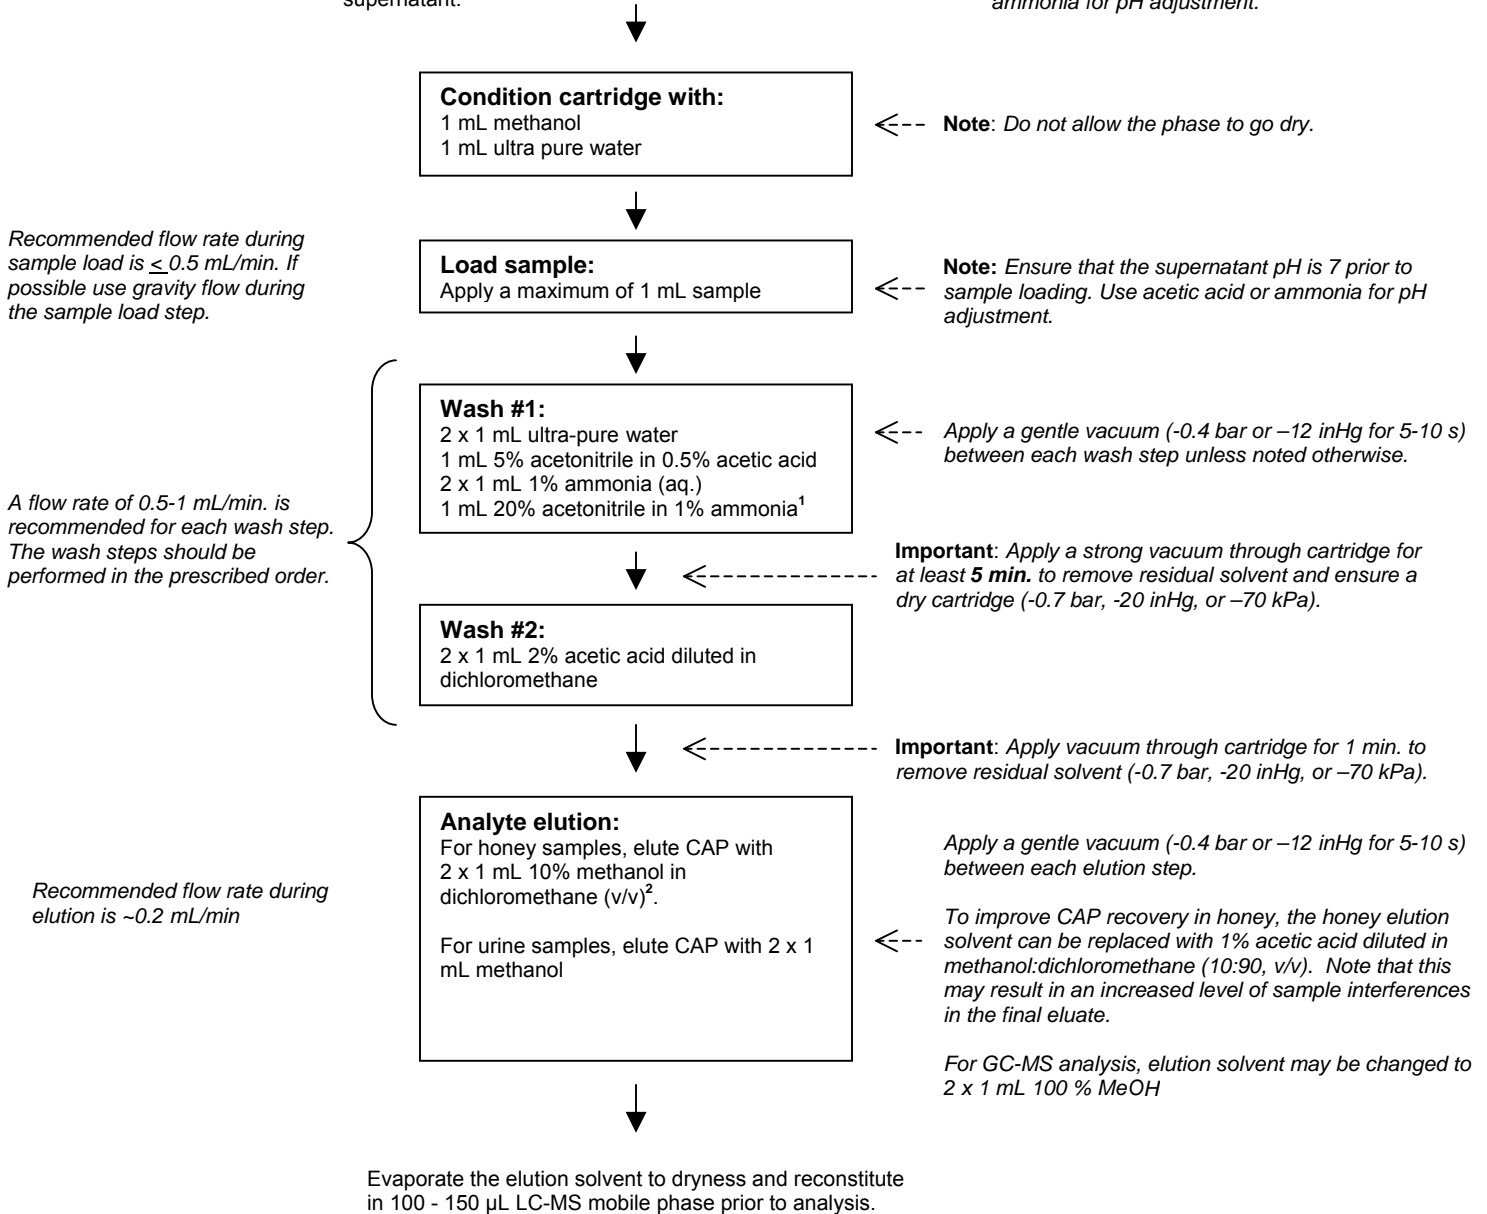 supernatant.
ammonia for pH adjustment.
Condition cartridge with:
1 mL methanol
1 mL ultra pure water
Note: Do not allow the phase to go dry.
Recommended flow rate during
sample load is < 0.5 mL/min. If
possible use gravity flow during
the sample load step.
Load sample:
Apply a maximum of 1 mL sample
Note: Ensure that the supernatant pH is 7 prior to
sample loading. Use acetic acid or ammonia for pH
adjustment.
Wash #1:
2 x 1 mL ultra-pure water
1 mL 5% acetonitrile in 0.5% acetic acid
2 x 1 mL 1% ammonia (aq.)
1 mL 20% acetonitrile in 1% ammonia¹
Apply a gentle vacuum (-0.4 bar or –12 inHg for 5-10 s)
between each wash step unless noted otherwise.
A flow rate of 0.5-1 mL/min. is
recommended for each wash step.
The wash steps should be
performed in the prescribed order.
Important: Apply a strong vacuum through cartridge for
at least 5 min. to remove residual solvent and ensure a
dry cartridge (-0.7 bar, -20 inHg, or –70 kPa).
Wash #2:
2 x 1 mL 2% acetic acid diluted in
dichloromethane
Important: Apply vacuum through cartridge for 1 min. to
remove residual solvent (-0.7 bar, -20 inHg, or –70 kPa).
Analyte elution:
For honey samples, elute CAP with
2 x 1 mL 10% methanol in
dichloromethane (v/v)².
For urine samples, elute CAP with 2 x 1
mL methanol
Recommended flow rate during
elution is ~0.2 mL/min
Apply a gentle vacuum (-0.4 bar or –12 inHg for 5-10 s)
between each elution step.
To improve CAP recovery in honey, the honey elution
solvent can be replaced with 1% acetic acid diluted in
methanol:dichloromethane (10:90, v/v). Note that this
may result in an increased level of sample interferences
in the final eluate.
For GC-MS analysis, elution solvent may be changed to
2 x 1 mL 100 % MeOH
Evaporate the elution solvent to dryness and reconstitute
in 100 - 150 µL LC-MS mobile phase prior to analysis.